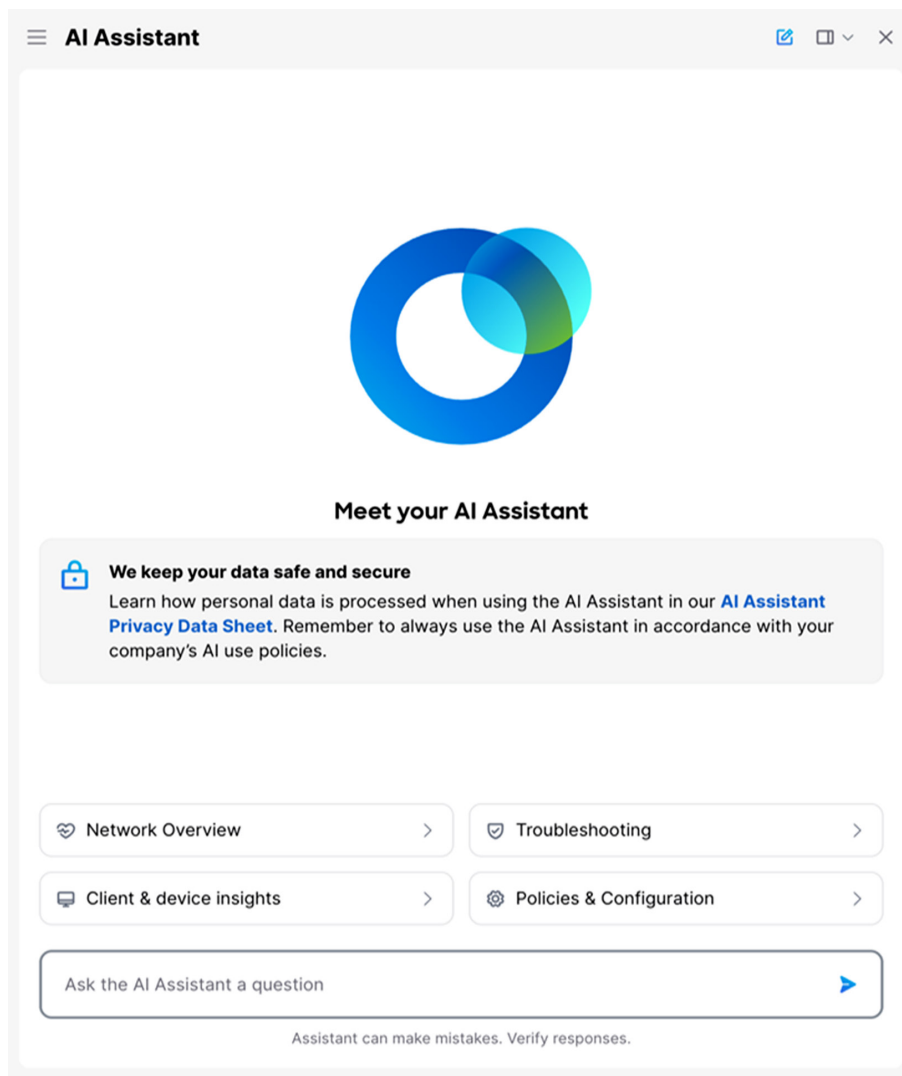 AI Assistant
Meet your AI Assistant
We keep your data safe and secure
Learn how personal data is processed when using the AI Assistant in our AI Assistant
Privacy Data Sheet. Remember to always use the AI Assistant in accordance with your
company’s AI use policies.
Network Overview
Troubleshooting
Client & device insights
Policies & Configuration
Ask the AI Assistant a question
Assistant can make mistakes. Verify responses.